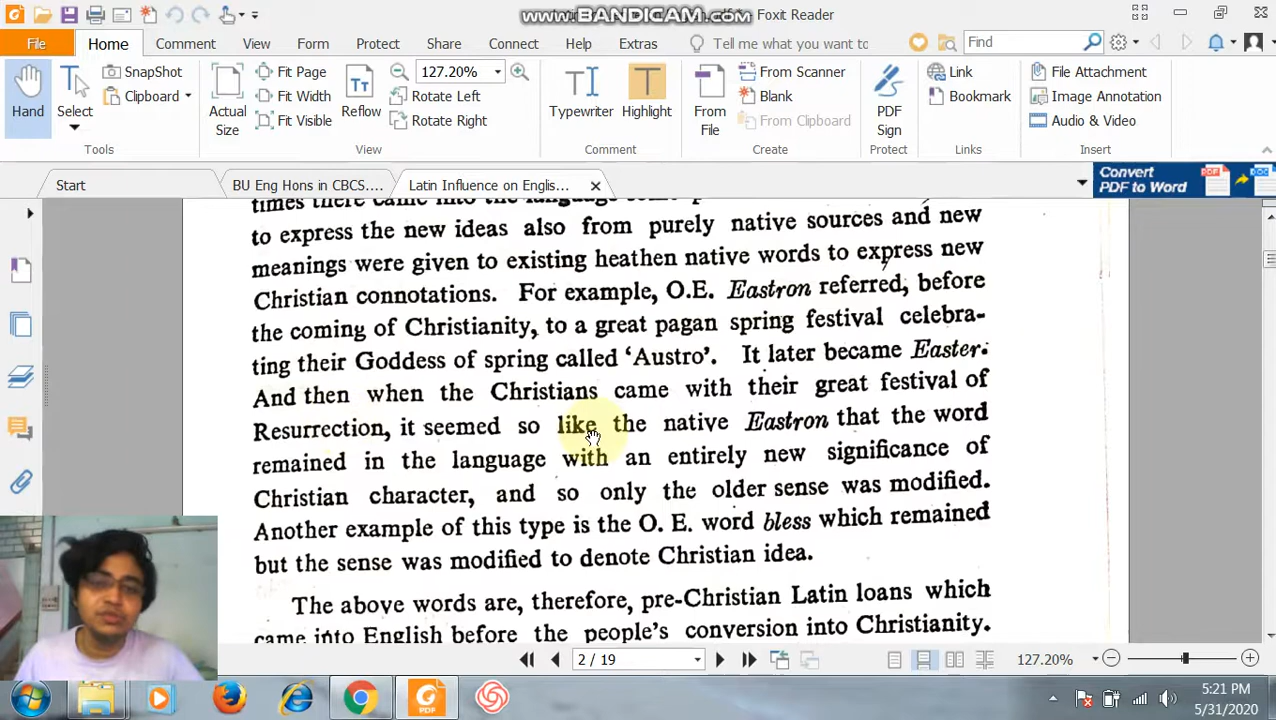 www.BANDICAM.com
Foxit Reader
File
Home
Comment
View
Form
Protect
Share
Connect
Help
Extras
Tell me what you want to
Find
Hand
Select
SnapShot
Clipboard
Tools
Actual
Size
Fit Page
Fit Width
Fit Visible
Reflow
127.20%
Rotate Left
Rotate Right
View
Typewriter
Highlight
Comment
From
File
From Scanner
Blank
From Clipboard
Create
PDF
Sign
Protect
Link
Bookmark
Links
File Attachment
Image Annotation
Audio & Video
Insert
Start
BU Eng Hons in CBCS....
Latin Influence on Englis...
Convert
PDF to Word
times there came into the language some
to express the new ideas also from purely native sources and new
meanings were given to existing heathen native words to express new
Christian connotations. For example, O.E. Eastron referred, before
the coming of Christianity, to a great pagan spring festival celebra-
ting their Goddess of spring called ‘Austro’. It later became Easter.
And then when the Christians came with their great festival of
Resurrection, it seemed so like the native Eastron that the word
remained in the language with an entirely new significance of
Christian character, and so only the older sense was modified.
Another example of this type is the O. E. word bless which remained
but the sense was modified to denote Christian idea.
The above words are, therefore, pre-Christian Latin loans which
came into English before the people's conversion into Christianity.
2 / 19
127.20%
PDF
5:21 PM
5/31/2020